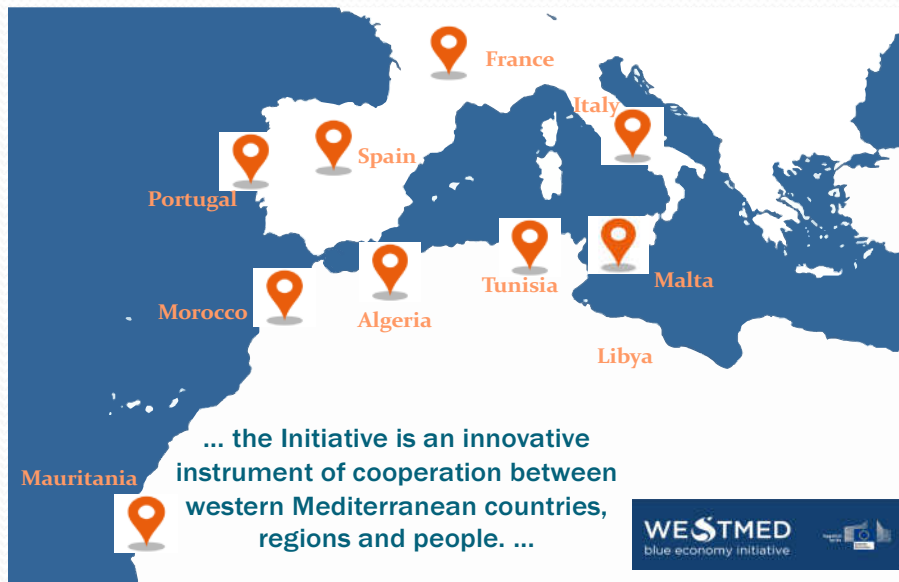 France
Italy
Spain
Portugal
Tunisia
Malta
Morocco
Algeria
Libya
... the Initiative is an innovative
instrument of cooperation between
western Mediterranean countries,
regions and people. ...
Mauritania
WESTMED
blue economy initiative